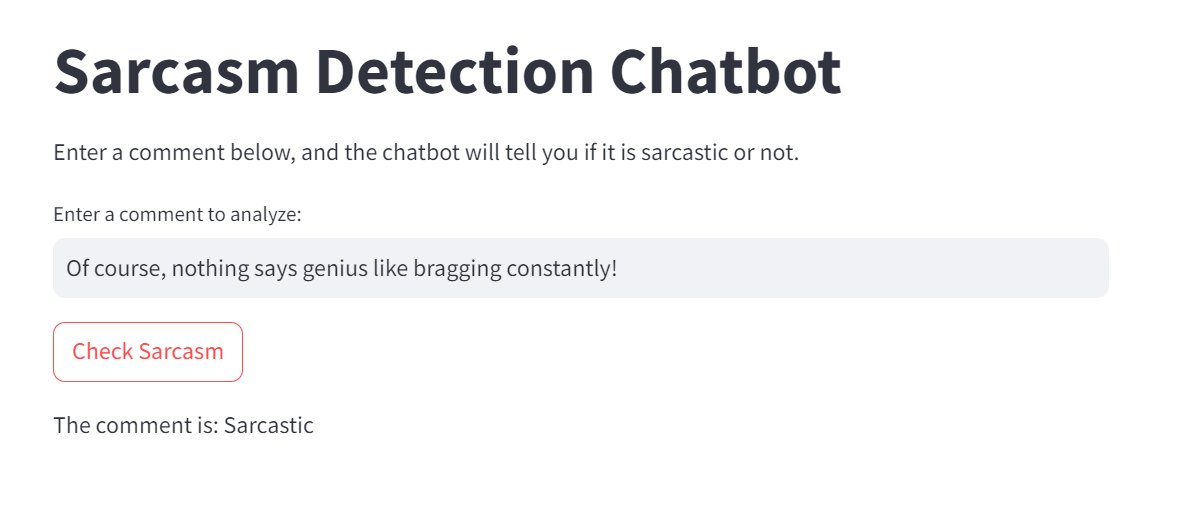 Sarcasm Detection Chatbot
Enter a comment below, and the chatbot will tell you if it is sarcastic or not.
Enter a comment to analyze:
Of course, nothing says genius like bragging constantly!
Check Sarcasm
The comment is: Sarcastic